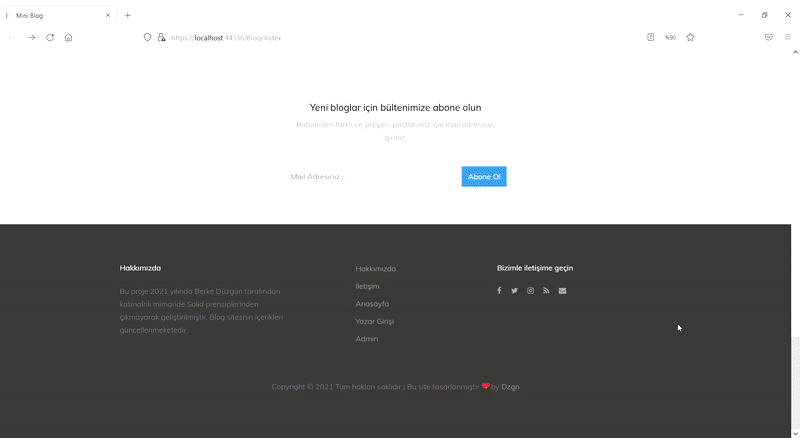 Mini Blog
https://localhost:44336/Blog/Index
%90
Yeni bloglar için bültenimize abone olun
Birbirinden farklı ve yepyeni postlarımız için mail adresinizi
giriniz.
Mail Adresiniz...
Abone Ol
Hakkımızda
Bu proje 2021 yılında Berke Düzgün tarafından
katmanlı mimaride Solid prensiplerinden
çıkmayarak geliştirilmiştir. Blog sitesnin içerikleri
güncellenmeketedir
Hakkımızda
İletişim
Anasayfa
Yazar Girişi
Admin
Bizimle iletişime geçin
Copyright © 2021 Tüm hakları saklıdır | Bu site tasarlanmıştır by Dzgn